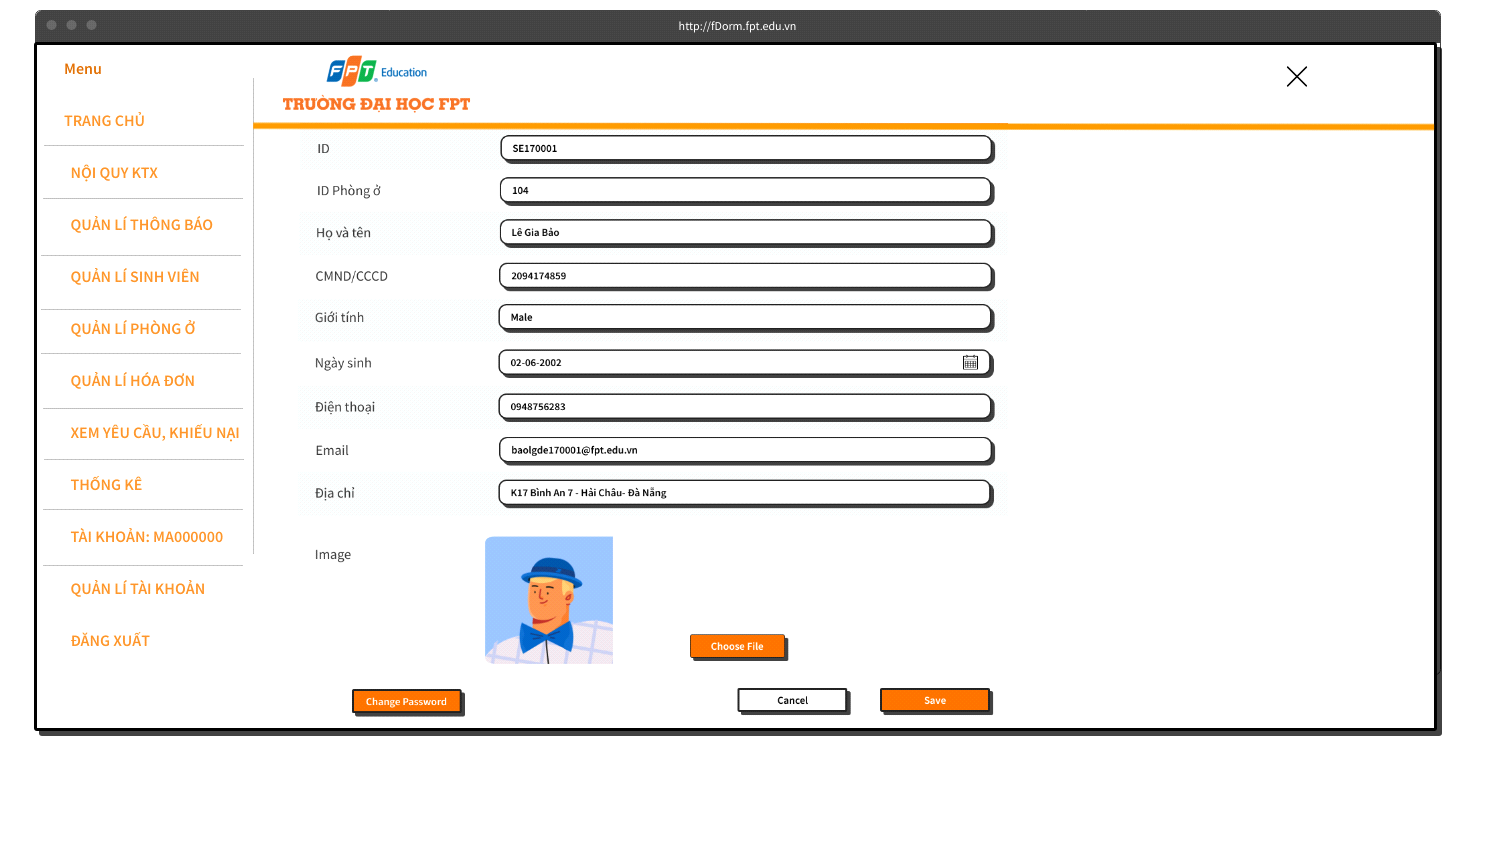 http://fDorm.fpt.edu.vn
Menu
TRANG CHỦ
NỘI QUY KTX
QUẢN LÍ THÔNG BÁO
QUẢN LÍ SINH VIÊN
QUẢN LÍ PHÒNG Ở
QUẢN LÍ HÓA ĐƠN
XEM YÊU CẦU, KHIẾU NẠI
THỐNG KÊ
TÀI KHOẢN: MA000000
QUẢN LÍ TÀI KHOẢN
ĐĂNG XUẤT
FPT Education
TRƯỜNG ĐẠI HỌC FPT
ID SE170001
ID Phòng ở 104
Họ và tên Lê Gia Bảo
CMND/CCCD 2094174859
Giới tính Male
Ngày sinh 02-06-2002
Điện thoại 0948756283
Email baolgde170001@fpt.edu.vn
Địa chỉ K17 Bình An 7 - Hải Châu- Đà Nẵng
Image
Choose File
Change Password Cancel Save